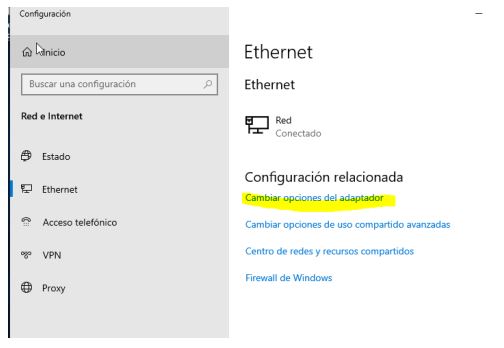 Configuración
Inicio
Buscar una configuración
Red e Internet
Estado
Ethernet
Acceso telefónico
VPN
Proxy
Ethernet
Ethernet
Red
Conectado
Configuración relacionada
Cambiar opciones del adaptador
Cambiar opciones de uso compartido avanzadas
Centro de redes y recursos compartidos
Firewall de Windows